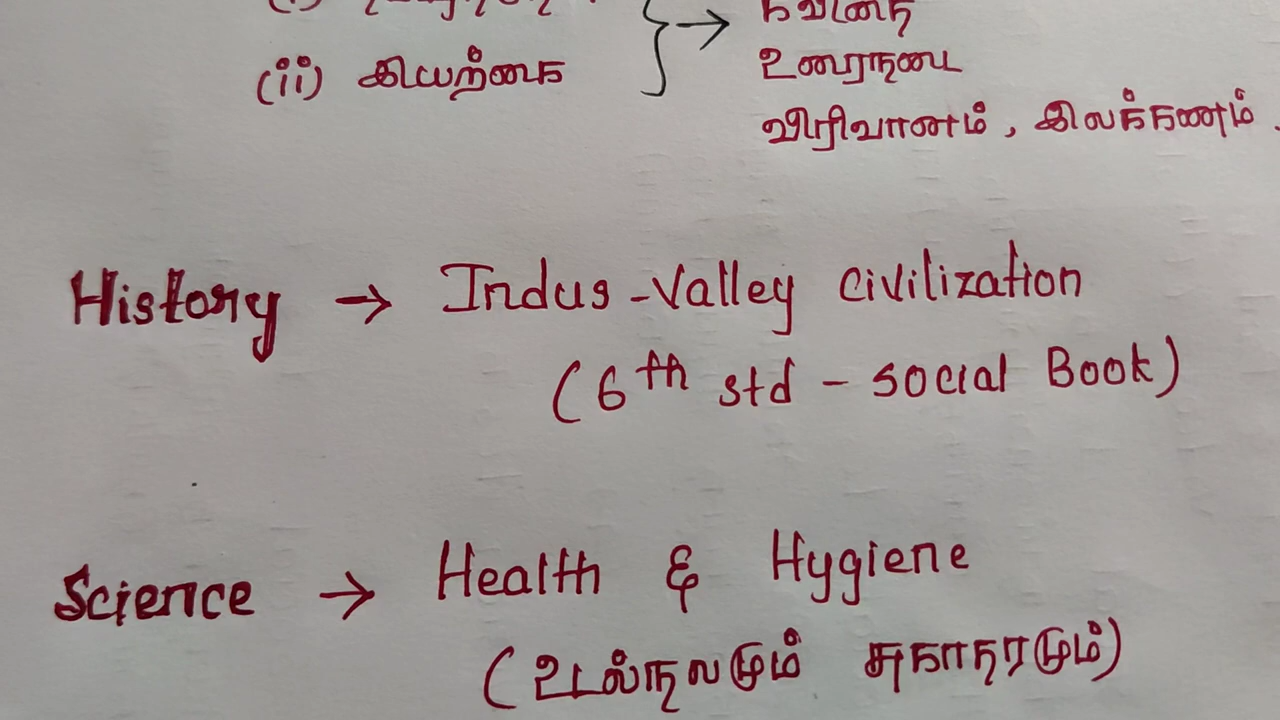 (ii) இயற்கை
உரைநடை
விரிவானம், இலக்கணம்.
History → Indus-Valley civilization
(6th std - social Book)
Science → Health & Hygiene
(உடல்நலமும் சுகாதாரமும்)